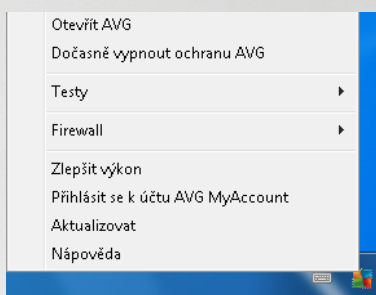 Otevřít AVG
Dočasně vypnout ochranu AVG
Testy
Firewall
Zlepšit výkon
Přihlásit se k účtu AVG MyAccount
Aktualizovat
Nápověda